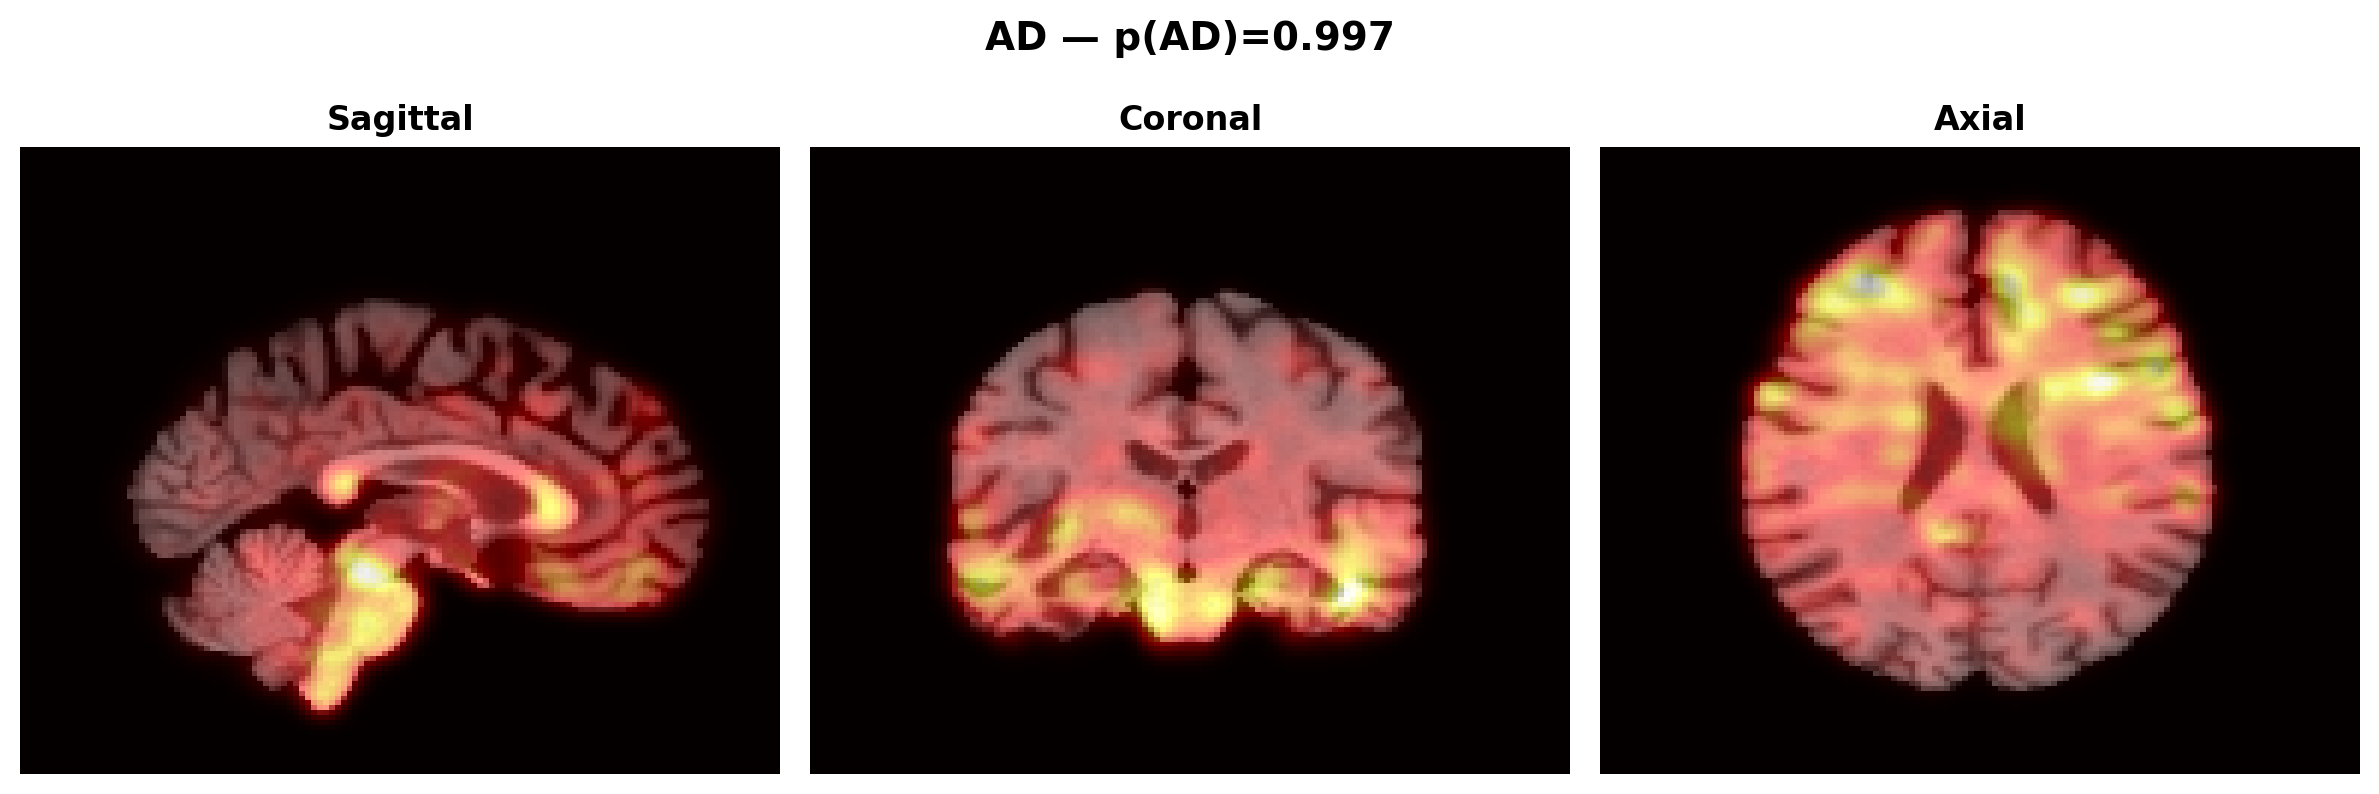 AD — p(AD)=0.997
Sagittal
Coronal
Axial